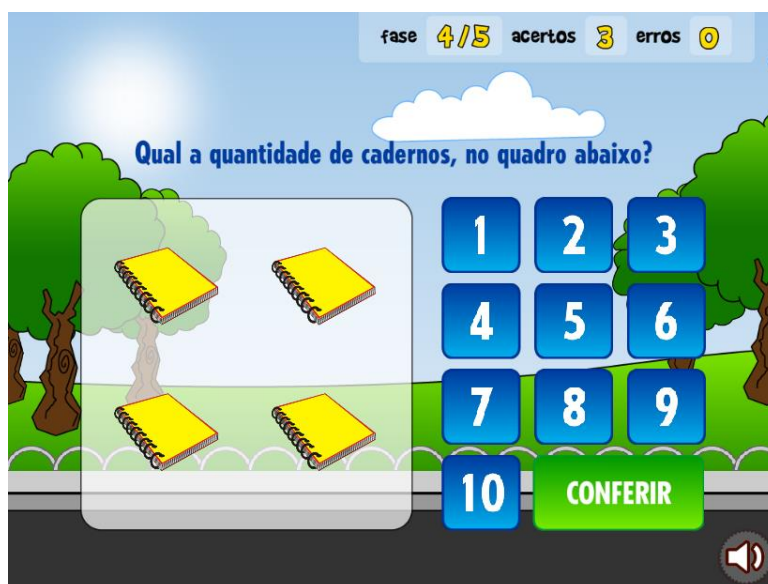 fase 4/5 acertos 3 erros 0
Qual a quantidade de cadernos, no quadro abaixo?
1 2 3
4 5 6
7 8 9
10 CONFERIR